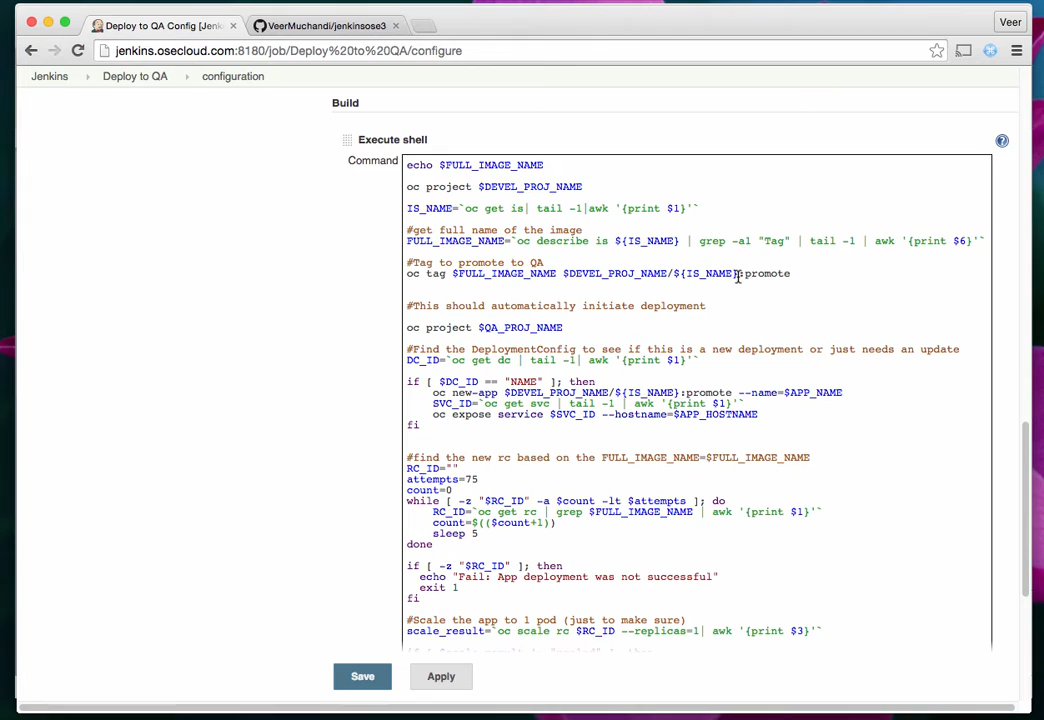 Deploy to QA Config [Jenk
VeerMuchandi/jenkinsose3
Veer
jenkins.osecloud.com:8180/job/Deploy%20to%20QA/configure
Jenkins
Deploy to QA
configuration
Build
Execute shell
Command
echo $FULL_IMAGE_NAME
oc project $DEVEL_PROJ_NAME
IS_NAME=`oc get is| tail -1|awk '{print $1}'`
#get full name of the image
FULL_IMAGE_NAME=`oc describe is ${IS_NAME} | grep -a1 "Tag" | tail -1 | awk '{print $6}'`
#Tag to promote to QA
oc tag $FULL_IMAGE_NAME $DEVEL_PROJ_NAME/${IS_NAME}:promote
#This should automatically initiate deployment
oc project $QA_PROJ_NAME
#Find the DeploymentConfig to see if this is a new deployment or just needs an update
DC_ID=`oc get dc | tail -1| awk '{print $1}'`
if [ $DC_ID == "NAME" ]; then
oc new-app $DEVEL_PROJ_NAME/${IS_NAME}:promote --name=$APP_NAME
SVC_ID=`oc get svc | tail -1 | awk '{print $1}'`
oc expose service $SVC_ID --hostname=$APP_HOSTNAME
fi
#find the new rc based on the FULL_IMAGE_NAME=$FULL_IMAGE_NAME
RC_ID=""
attempts=75
count=0
while [ -z "$RC_ID" -a $count -lt $attempts ]; do
RC_ID=`oc get rc | grep $FULL_IMAGE_NAME | awk '{print $1}'`
count=$(($count+1))
sleep 5
done
if [ -z "$RC_ID" ]; then
echo "Fail: App deployment was not successful"
exit 1
fi
#Scale the app to 1 pod (just to make sure)
scale_result=`oc scale rc $RC_ID --replicas=1| awk '{print $3}'`
Save
Apply